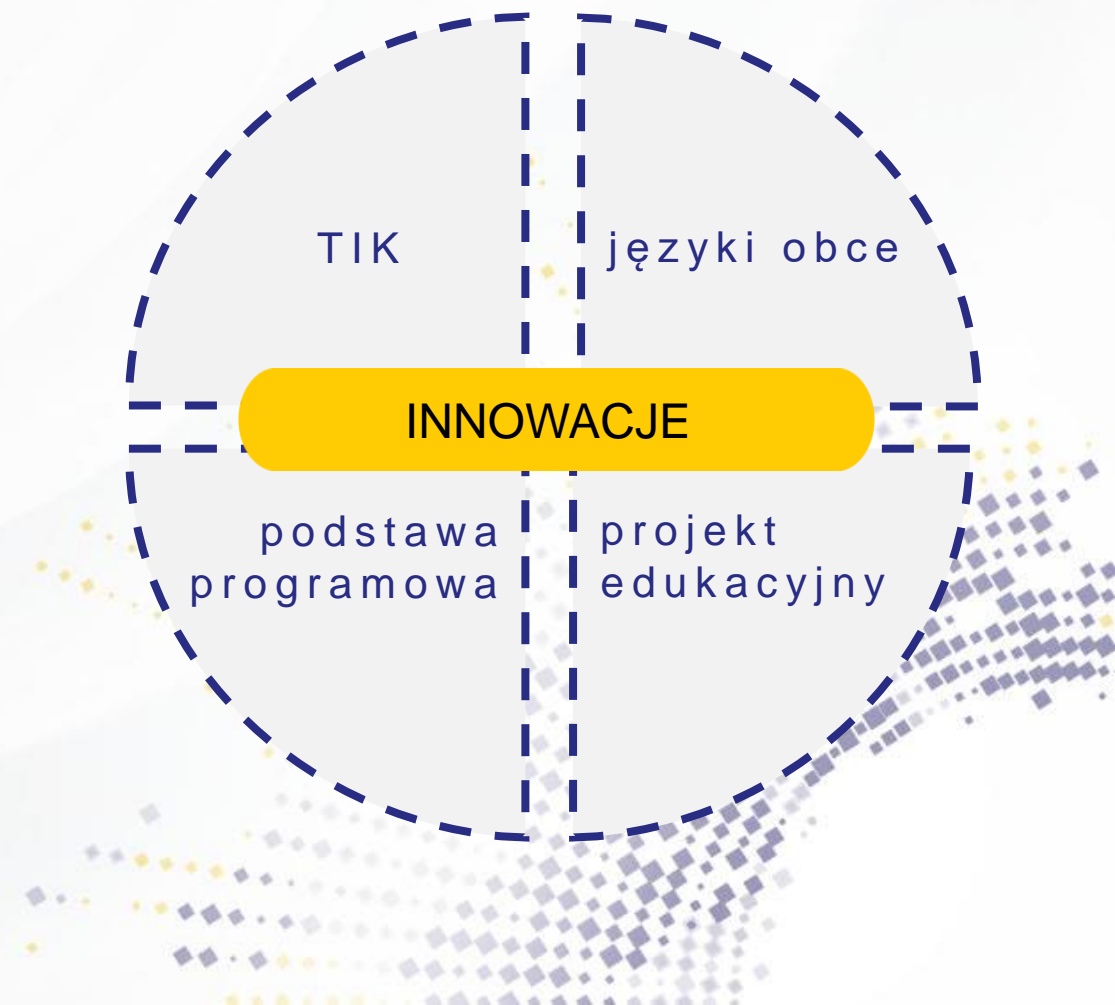 TIK
języki obce
INNOWACJE
podstawa
programowa
projekt
edukacyjny